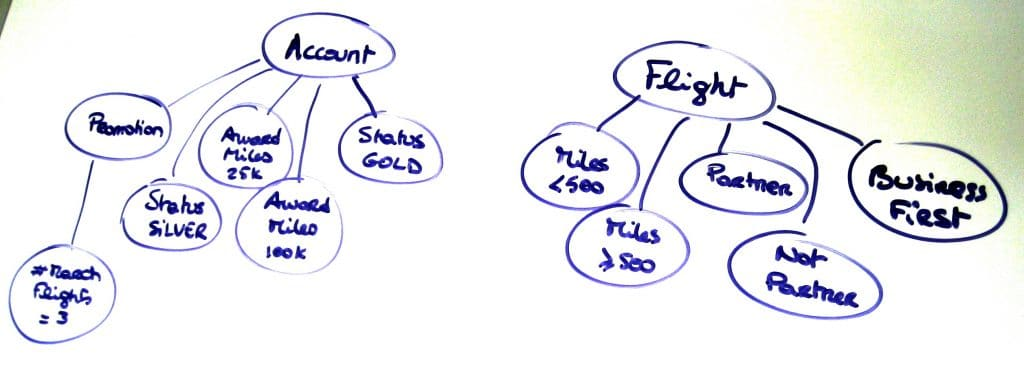 Account
Promotion
Award
Miles
25K
Status
GOLD
Status
SILVER
Award
Miles
100K
#March
Flights
= 3
Flight
Miles
<500
Partner
Business
First
Miles
≥500
Not
Partner